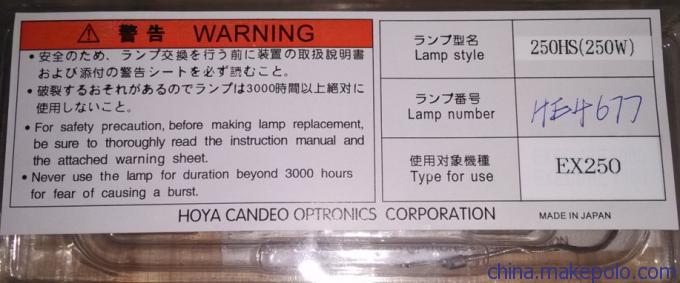 警告 WARNING
・安全のため、ランプ交換を行う前に装置の取扱説明書
および添付の警告シートを必ず読むこと。
・破裂するおそれがあるのでランプは3000時間以上絶対に
使用しないこと。
・For safety precaution, before making lamp replacement,
be sure to thoroughly read the instruction manual and
the attached warning sheet.
・Never use the lamp for duration beyond 3000 hours
for fear of causing a burst.
ランプ型名
Lamp style
250HS(250W)
ランプ番号
Lamp number
HE4677
使用対象機種
Type for use
EX250
HOYA CANDEO OPTRONICS CORPORATION
MADE IN JAPAN
china.makepolo.com